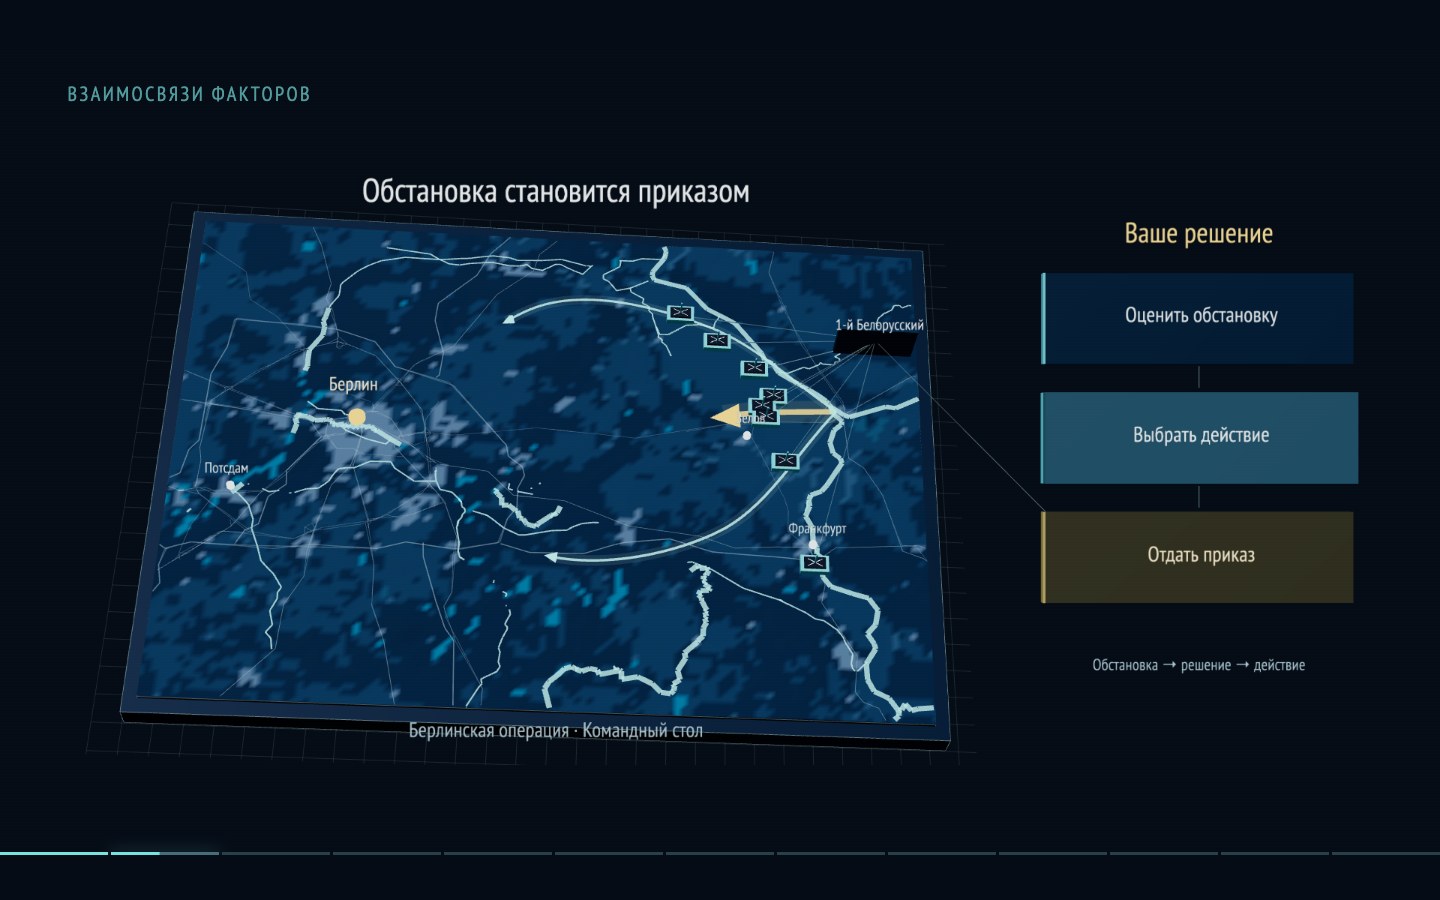 ВЗАИМОСВЯЗИ ФАКТОРОВ
Обстановка становится приказом
Ваше решение
Оценить обстановку
1-й Белорусский
Берлин
Выбрать действие
Потсдам
Франкфурт
Отдать приказ
Обстановка → решение → действие
Берлинская операция · Командный стол